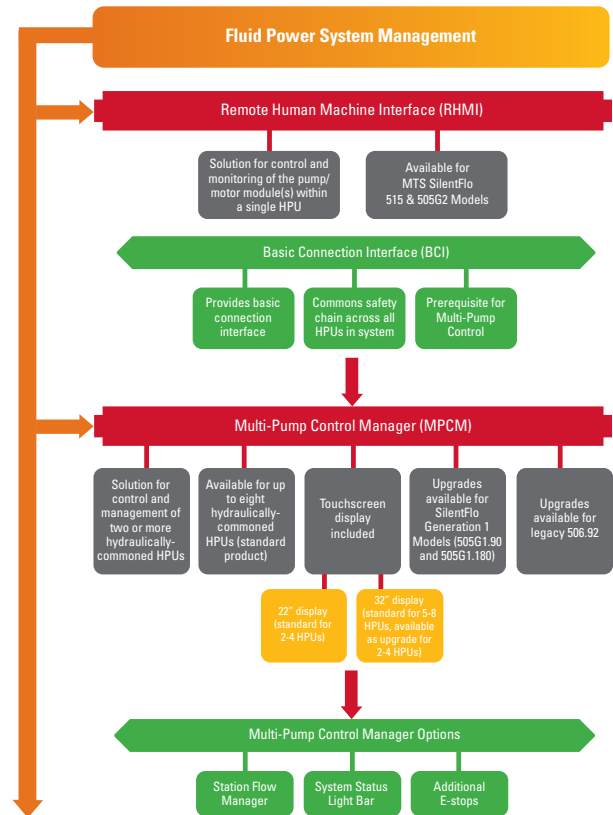 Fluid Power System Management
Remote Human Machine Interface (RHMI)
Solution for control and
monitoring of the pump/
motor module(s) within
a single HPU
Available for
MTS SilentFlo
515 & 505G2 Models
Basic Connection Interface (BCI)
Provides basic
connection
interface
Commons safety
chain across all
HPUs in system
Prerequisite for
Multi-Pump
Control
Multi-Pump Control Manager (MPCM)
Solution for
control and
management of
two or more
hydraulically-
commoned HPUs
Available for up
to eight
hydraulically-
commoned
HPUs (standard
product)
Touchscreen
display
included
Upgrades
available for
SilentFlo
Generation 1
Models (505G1.90
and 505G1.180)
Upgrades
available for
legacy 506.92
22" display
(standard for
2-4 HPUs)
32" display
(standard for 5-8
HPUs, available
as upgrade for
2-4 HPUs)
Multi-Pump Control Manager Options
Station Flow
Manager
System Status
Light Bar
Additional
E-stops